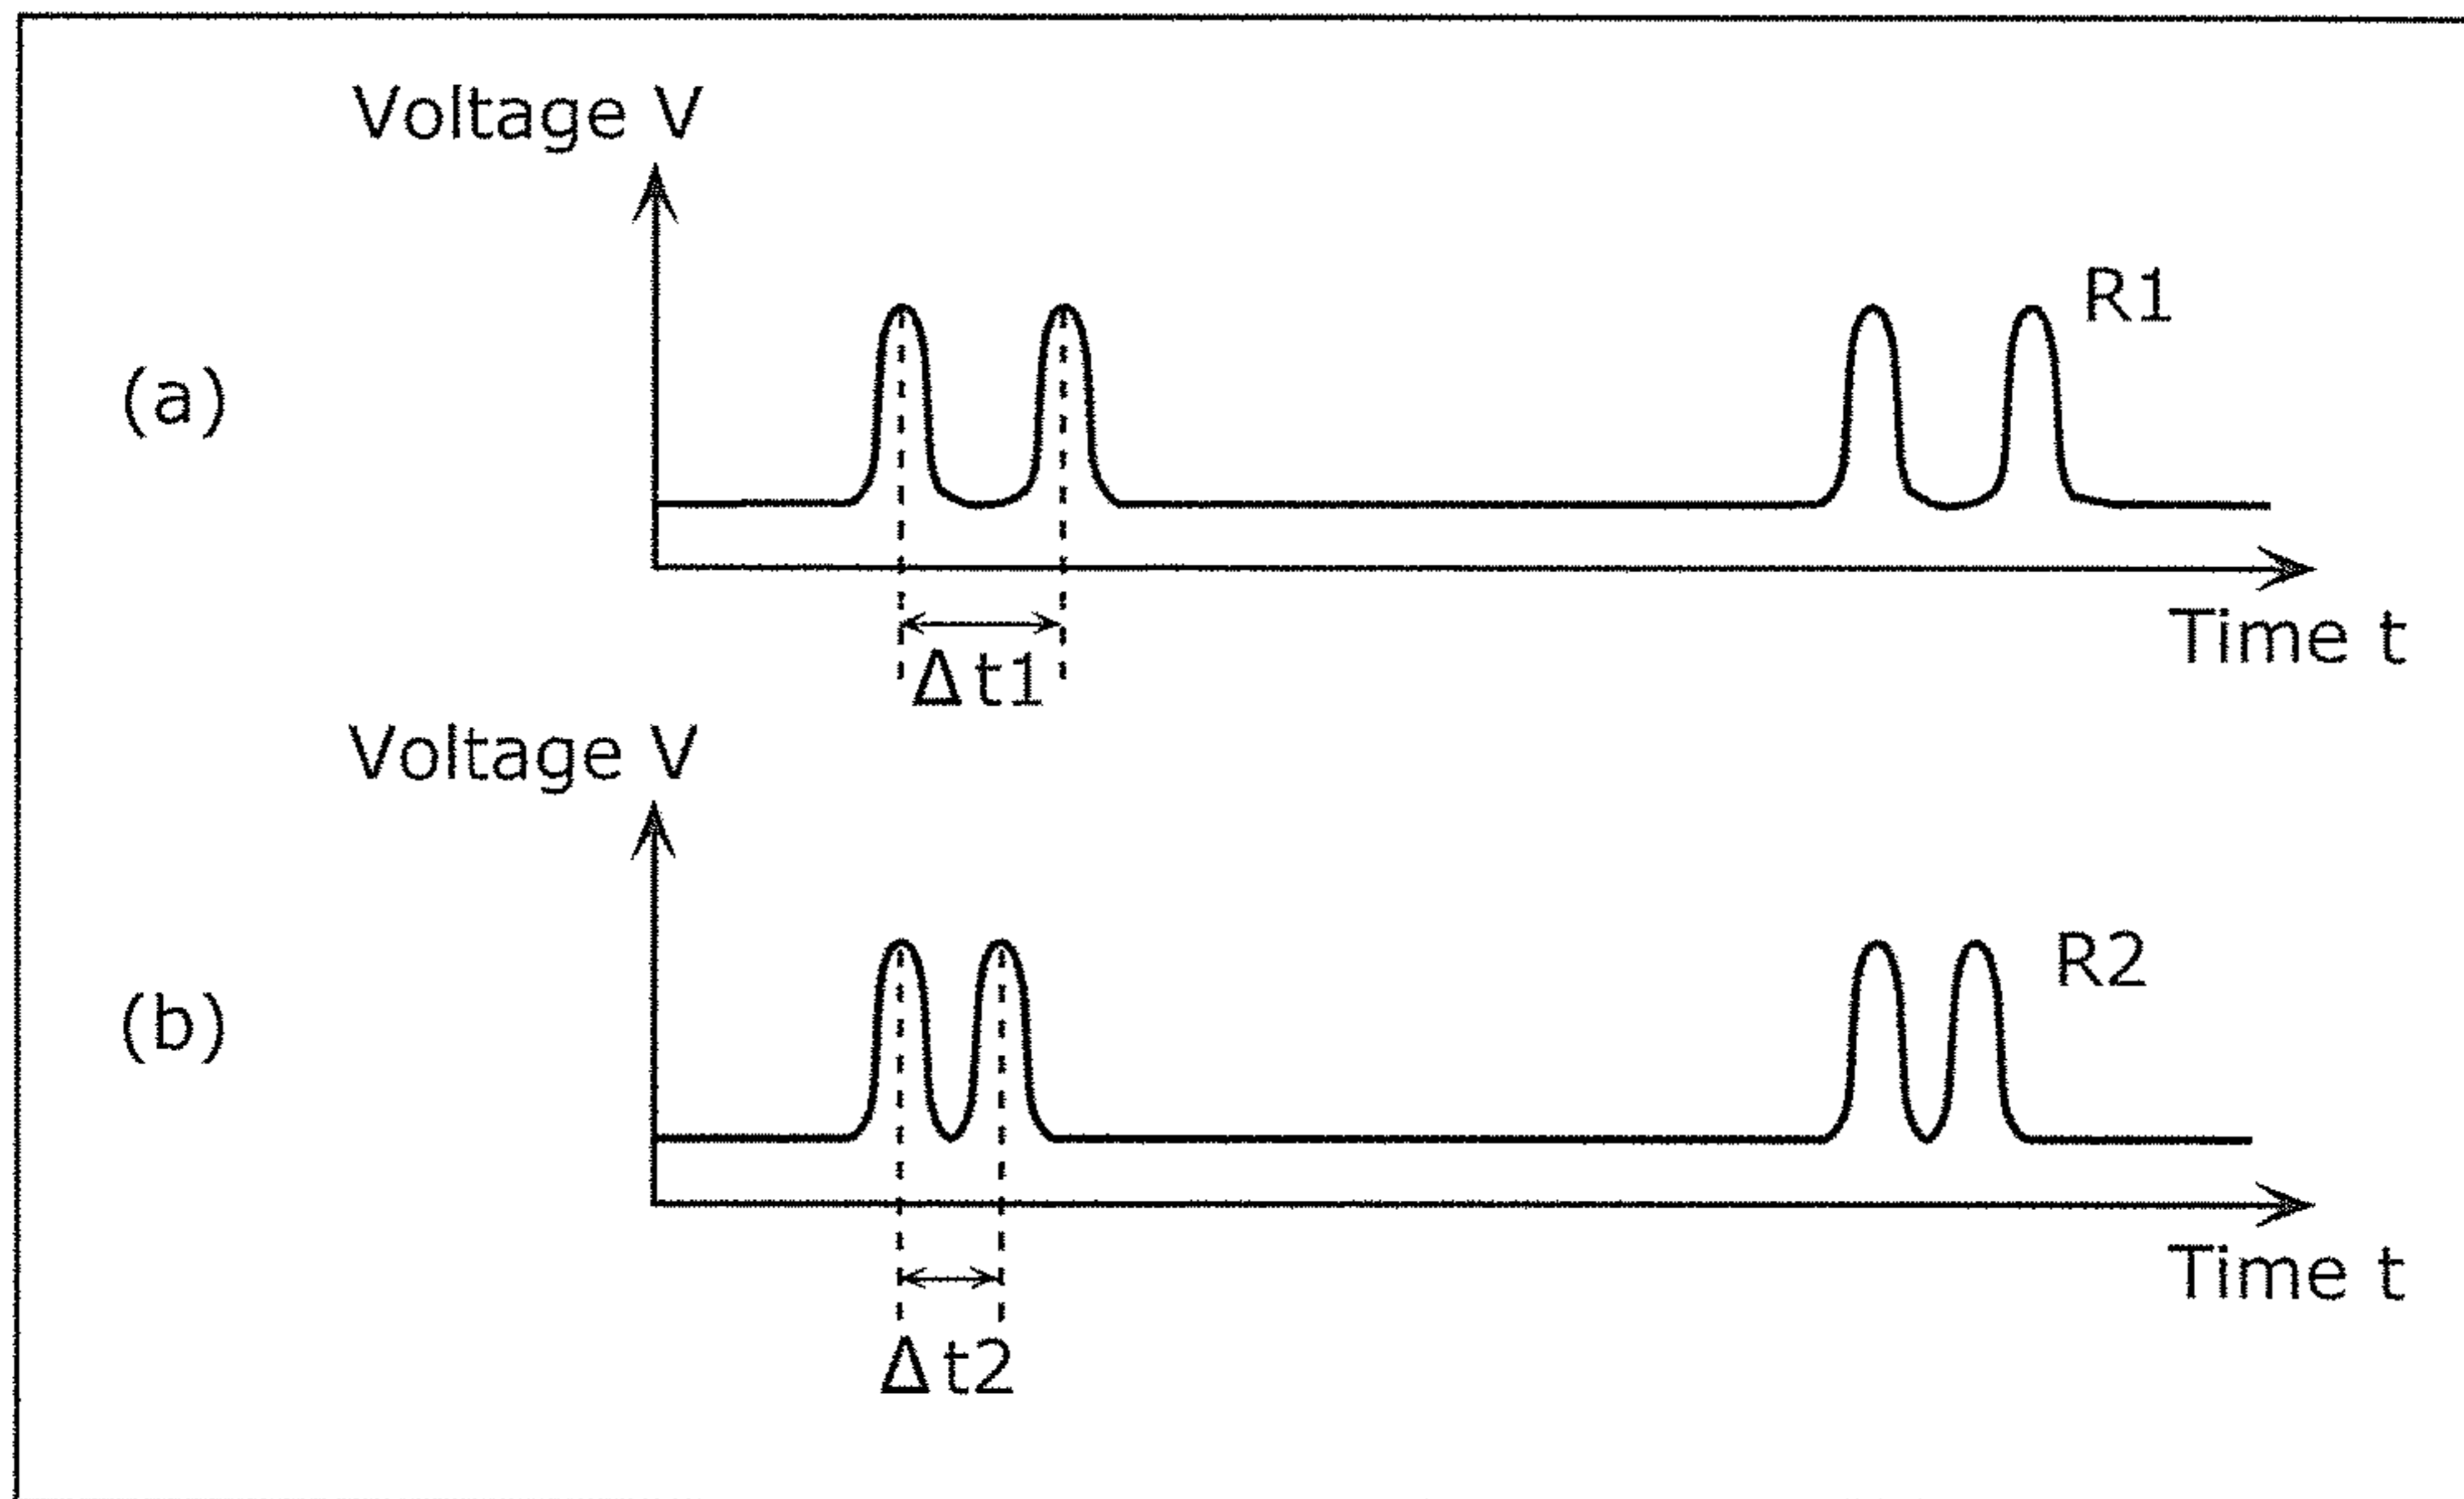 Voltage V
R1
(a)
Time t
Δt1
Voltage V
R2
(b)
Time t
Δt2